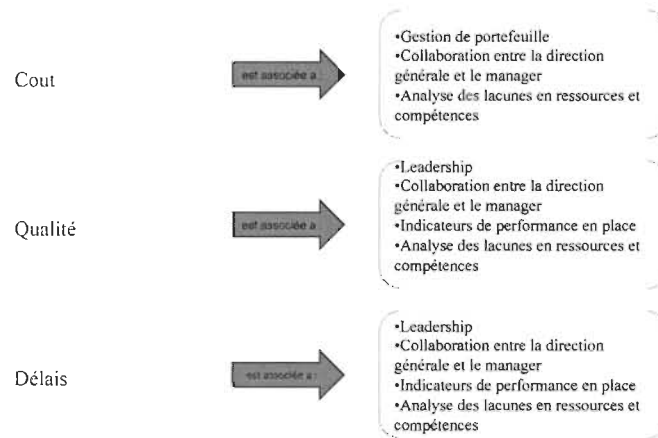 Cout
est associée a :
•Gestion de portefeuille
•Collaboration entre la direction
générale et le manager
•Analyse des lacunes en ressources et
compétences
Qualité
est associée a :
•Leadership
•Collaboration entre la direction
générale et le manager
•Indicateurs de performance en place
•Analyse des lacunes en ressources et
compétences
Délais
est associée a :
•Leadership
•Collaboration entre la direction
générale et le manager
•Indicateurs de performance en place
•Analyse des lacunes en ressources et
compétences